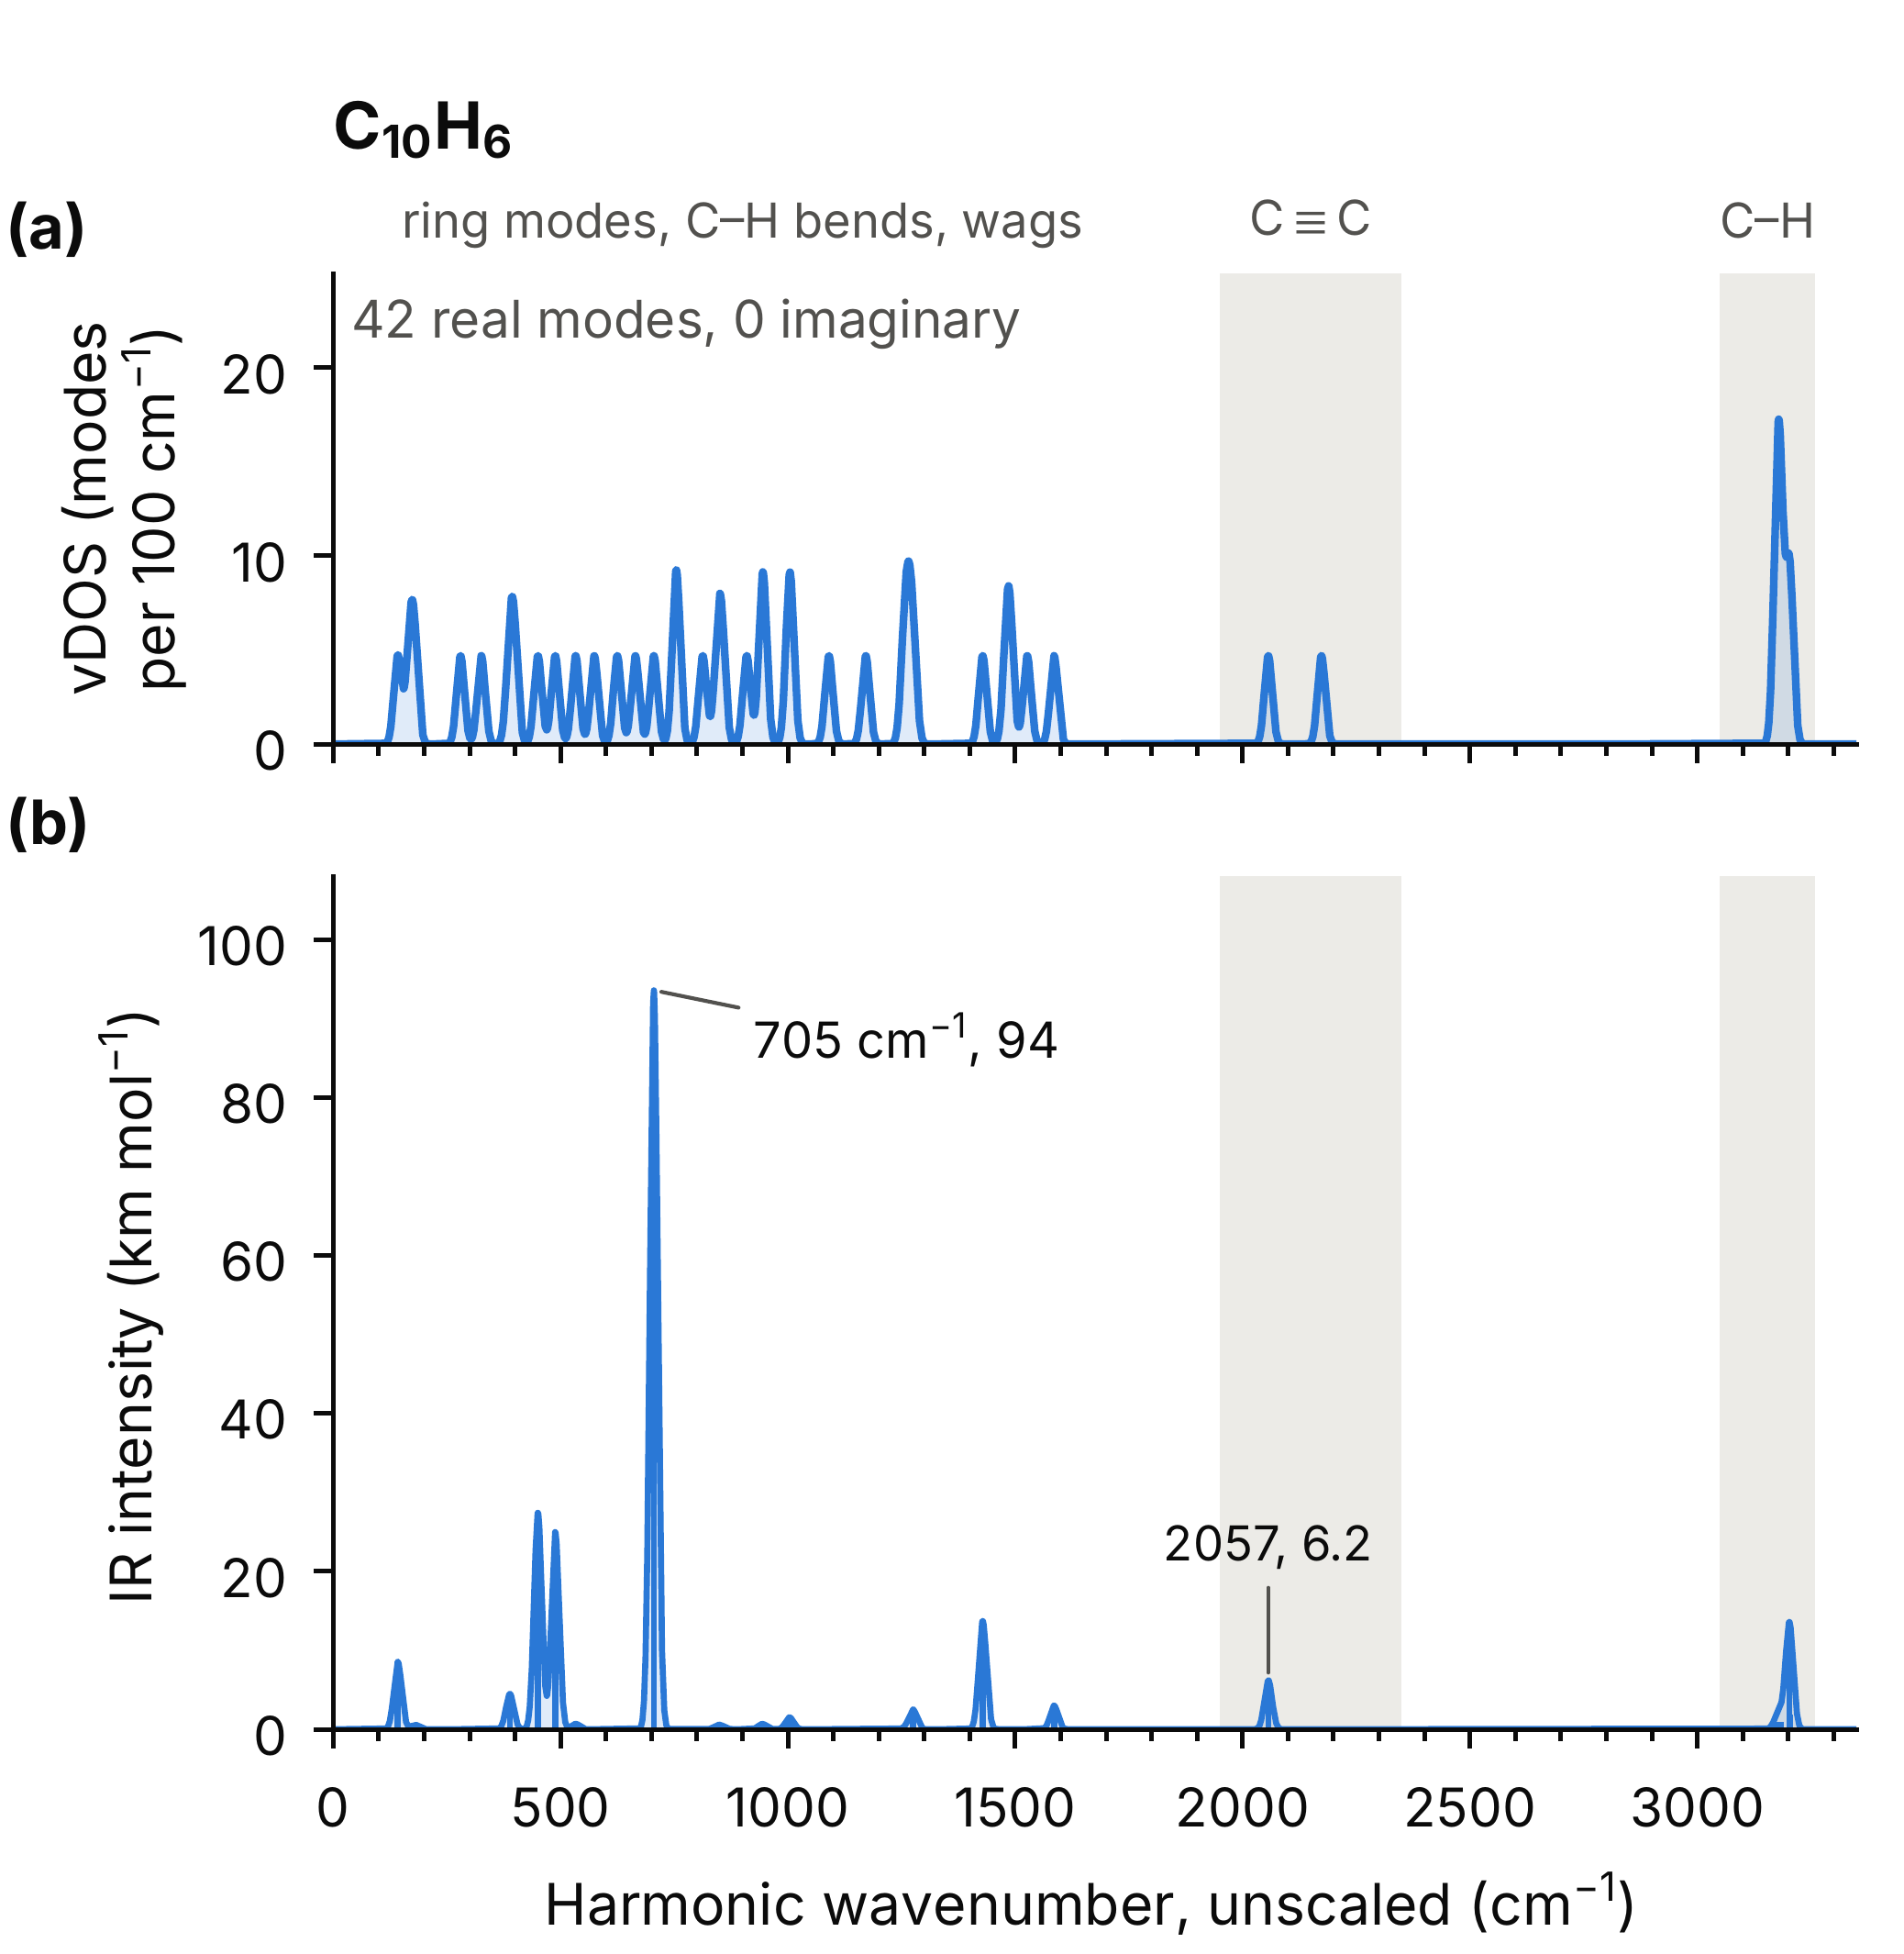 C₁₀H₆
(a)
ring modes, C–H bends, wags
C ≡ C
C–H
42 real modes, 0 imaginary
vDOS (modes
per 100 cm⁻¹)
20
10
0
(b)
IR intensity (km mol⁻¹)
100
80
60
40
20
0
705 cm⁻¹, 94
2057, 6.2
0 500 1000 1500 2000 2500 3000
Harmonic wavenumber, unscaled (cm⁻¹)